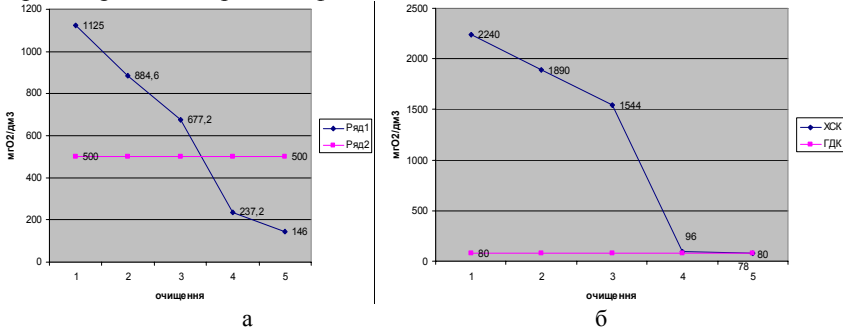 1200
1000
800
600
400
200
0
мгО2/дм3
1125
884,6
677,2
237,2
146
500
500
1 2 3 4 5
очищення
Ряд1
Ряд2
а
2500
2000
1500
1000
500
0
мгО2/дм3
2240
1890
1544
96
78
80
80
1 2 3 4 5
очищення
ХСК
ГДК
б